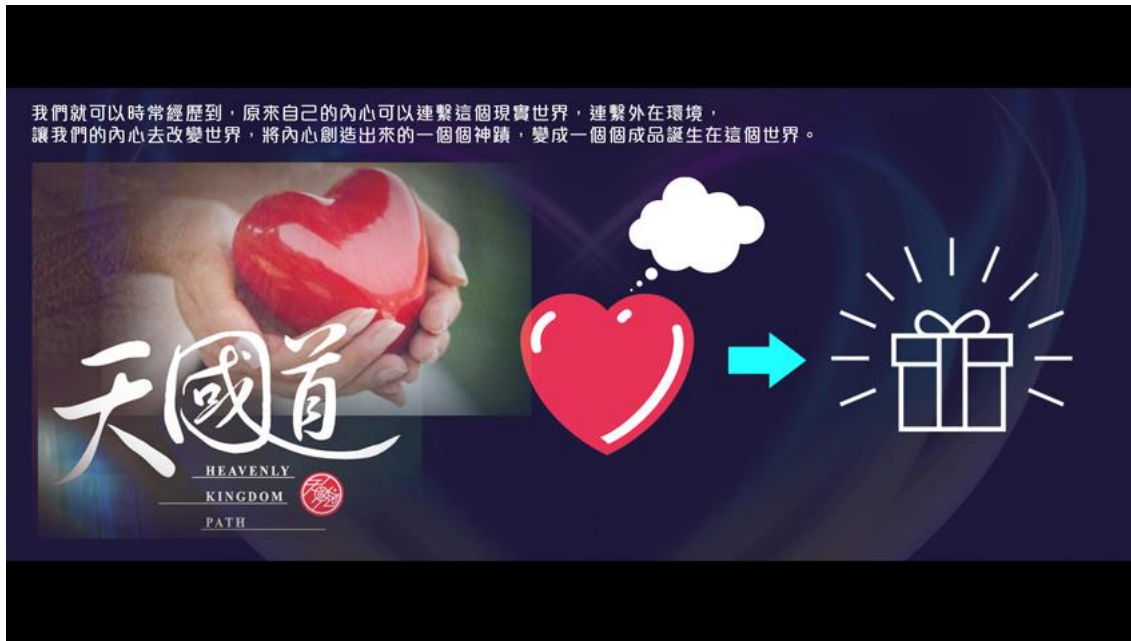 我們就可以時常經歷到，原來自己的內心可以連繫這個現實世界，連繫外在環境，
讓我們的內心去改變世界，將內心創造出來的一個個神蹟，變成一個個成品誕生在這個世界。
天國道
HEAVENLY
KINGDOM
PATH
天國道